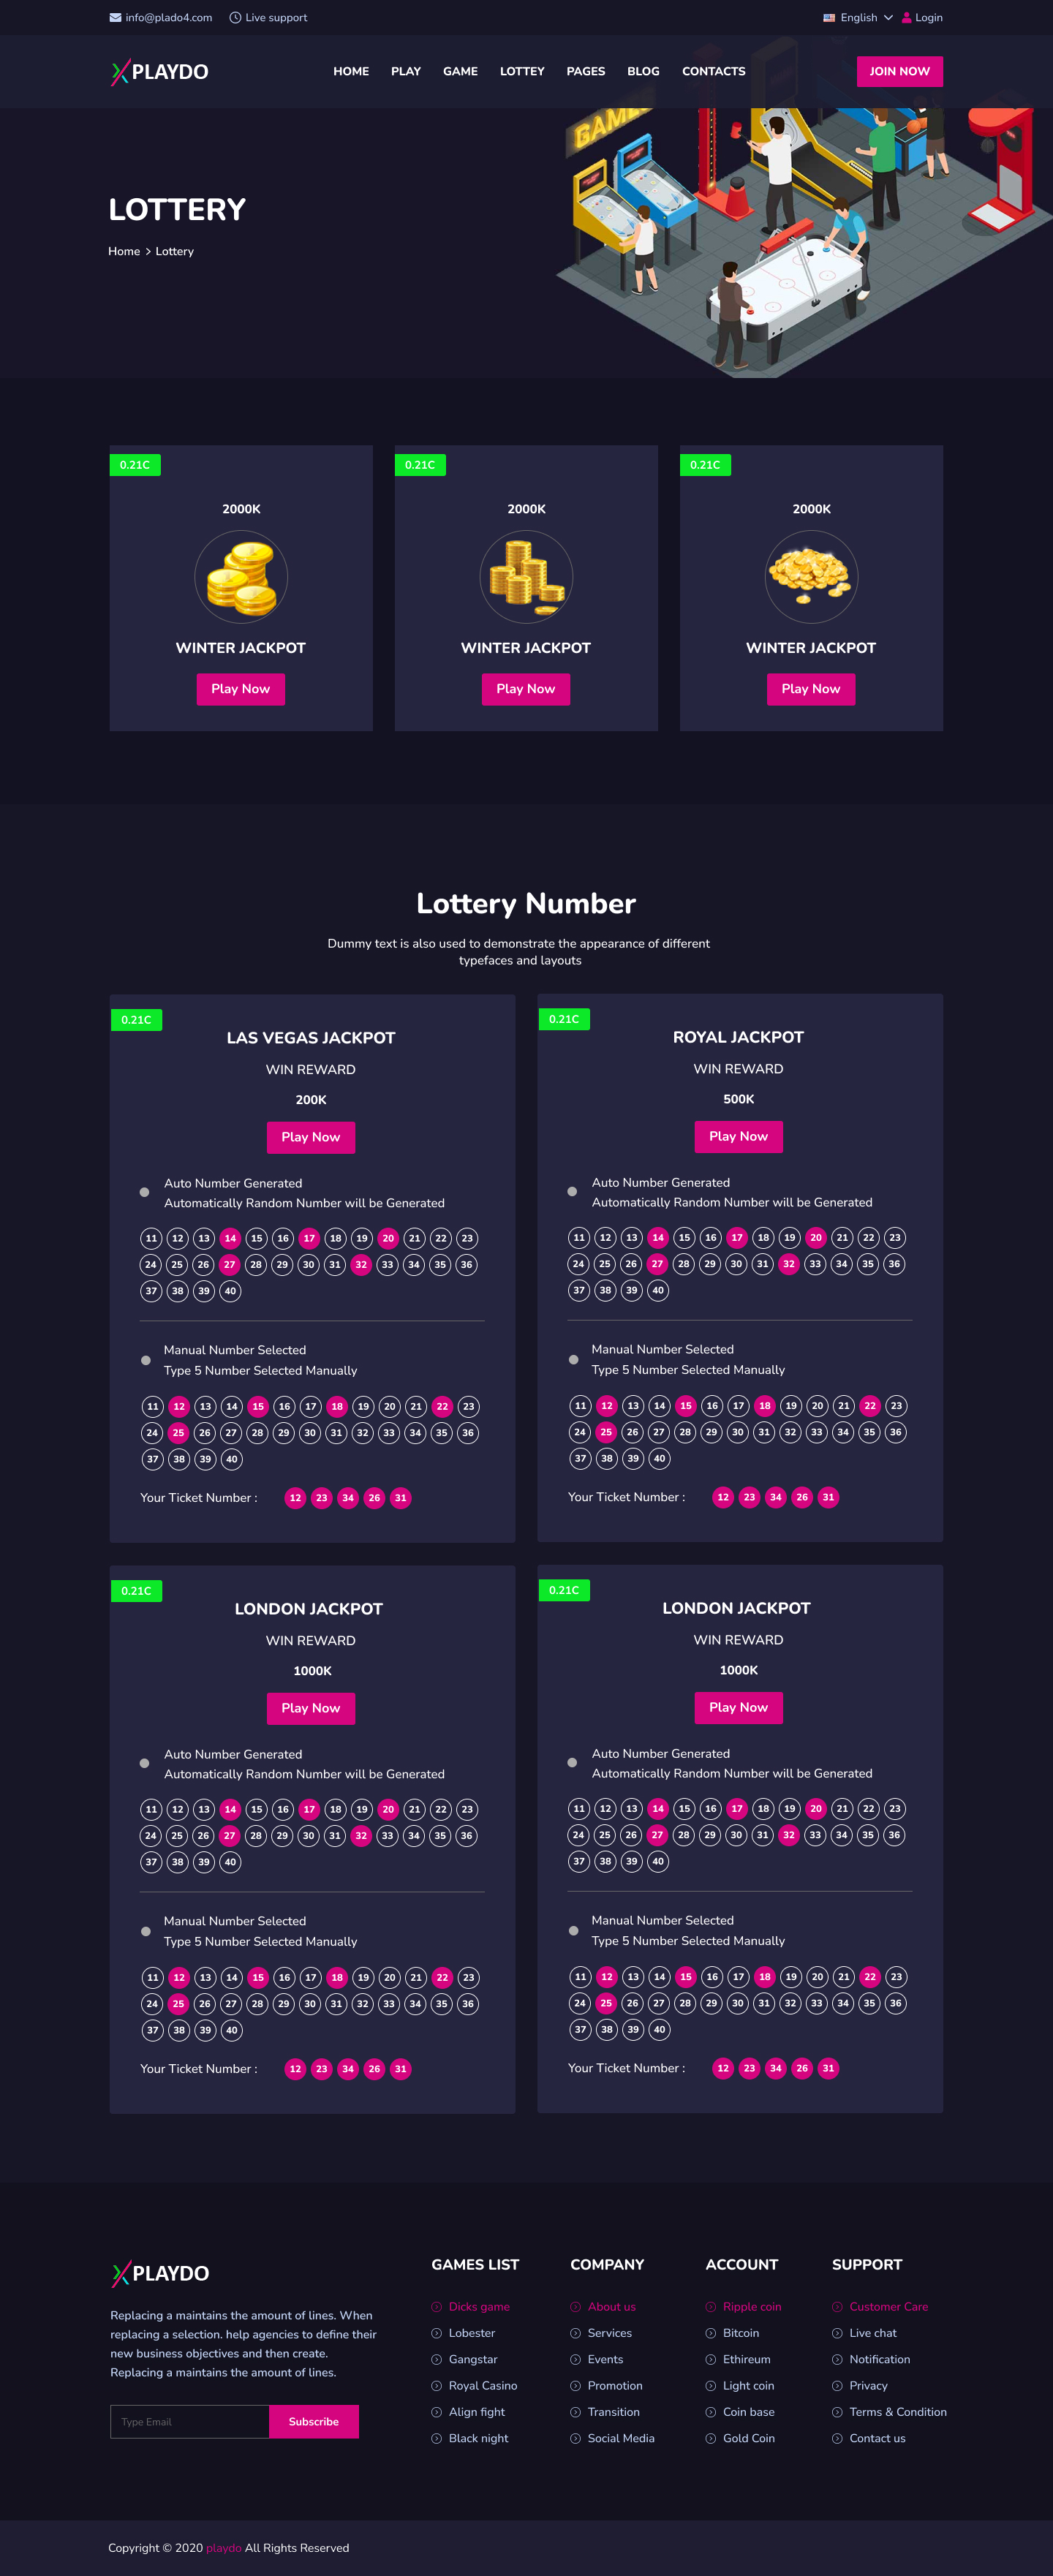 info@plado4.com Live support English Login
PLAYDO HOME PLAY GAME LOTTEY PAGES BLOG CONTACTS JOIN NOW
GAME
LOTTERY
Home > Lottery
0.21C 0.21C 0.21C
2000K 2000K 2000K
WINTER JACKPOT WINTER JACKPOT WINTER JACKPOT
Play Now Play Now Play Now
Lottery Number
Dummy text is also used to demonstrate the appearance of different
typefaces and layouts
0.21C
LAS VEGAS JACKPOT
WIN REWARD
200K
Play Now
Auto Number Generated
Automatically Random Number will be Generated
11 12 13 14 15 16 17 18 19 20 21 22 23
24 25 26 27 28 29 30 31 32 33 34 35 36
37 38 39 40
Manual Number Selected
Type 5 Number Selected Manually
11 12 13 14 15 16 17 18 19 20 21 22 23
24 25 26 27 28 29 30 31 32 33 34 35 36
37 38 39 40
Your Ticket Number : 12 23 34 26 31
0.21C
ROYAL JACKPOT
WIN REWARD
500K
Play Now
Auto Number Generated
Automatically Random Number will be Generated
11 12 13 14 15 16 17 18 19 20 21 22 23
24 25 26 27 28 29 30 31 32 33 34 35 36
37 38 39 40
Manual Number Selected
Type 5 Number Selected Manually
11 12 13 14 15 16 17 18 19 20 21 22 23
24 25 26 27 28 29 30 31 32 33 34 35 36
37 38 39 40
Your Ticket Number : 12 23 34 26 31
0.21C
LONDON JACKPOT
WIN REWARD
1000K
Play Now
Auto Number Generated
Automatically Random Number will be Generated
11 12 13 14 15 16 17 18 19 20 21 22 23
24 25 26 27 28 29 30 31 32 33 34 35 36
37 38 39 40
Manual Number Selected
Type 5 Number Selected Manually
11 12 13 14 15 16 17 18 19 20 21 22 23
24 25 26 27 28 29 30 31 32 33 34 35 36
37 38 39 40
Your Ticket Number : 12 23 34 26 31
0.21C
LONDON JACKPOT
WIN REWARD
1000K
Play Now
Auto Number Generated
Automatically Random Number will be Generated
11 12 13 14 15 16 17 18 19 20 21 22 23
24 25 26 27 28 29 30 31 32 33 34 35 36
37 38 39 40
Manual Number Selected
Type 5 Number Selected Manually
11 12 13 14 15 16 17 18 19 20 21 22 23
24 25 26 27 28 29 30 31 32 33 34 35 36
37 38 39 40
Your Ticket Number : 12 23 34 26 31
PLAYDO
Replacing a maintains the amount of lines. When
replacing a selection. help agencies to define their
new business objectives and then create.
Replacing a maintains the amount of lines.
Type Email Subscribe
GAMES LIST
Dicks game
Lobester
Gangstar
Royal Casino
Align fight
Black night
COMPANY
About us
Services
Events
Promotion
Transition
Social Media
ACCOUNT
Ripple coin
Bitcoin
Ethireum
Light coin
Coin base
Gold Coin
SUPPORT
Customer Care
Live chat
Notification
Privacy
Terms & Condition
Contact us
Copyright © 2020 playdo All Rights Reserved